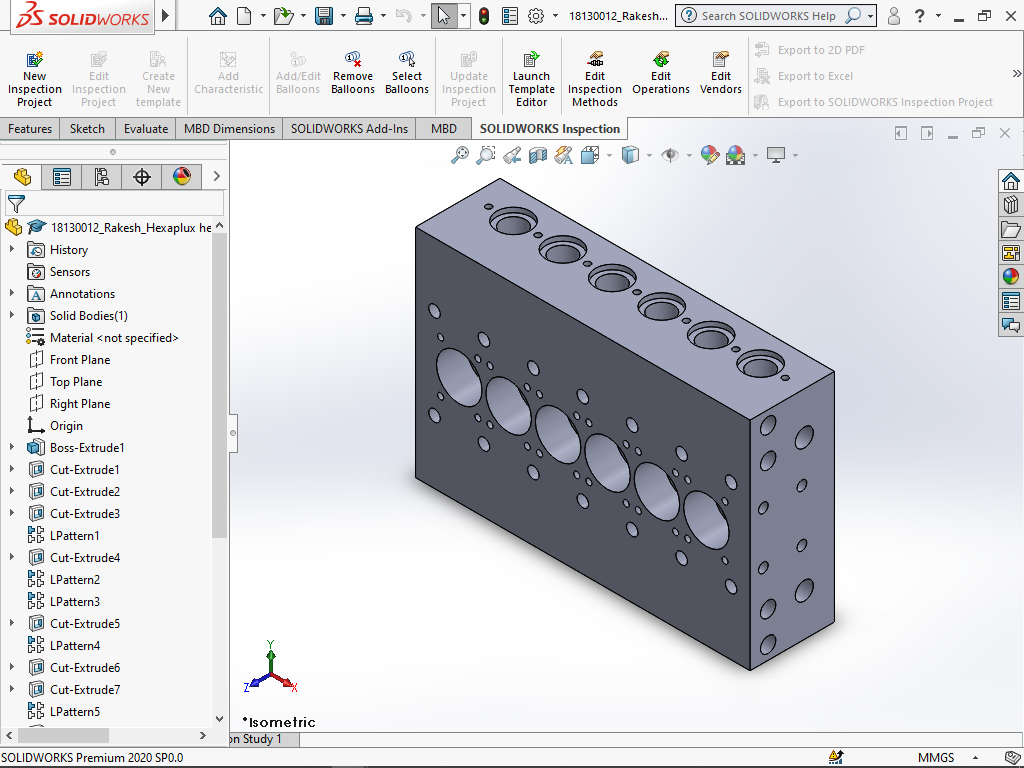 SOLIDWORKS
18130012_Rakesh...
Search SOLIDWORKS Help
New Inspection Project
Edit Inspection Project
Create New template
Add Characteristic
Add/Edit Balloons
Remove Balloons
Select Balloons
Update Inspection Project
Launch Template Editor
Edit Inspection Methods
Edit Operations
Edit Vendors
Export to 2D PDF
Export to Excel
Export to SOLIDWORKS Inspection Project
Features
Sketch
Evaluate
MBD Dimensions
SOLIDWORKS Add-Ins
MBD
SOLIDWORKS Inspection
18130012_Rakesh_Hexaplux he
History
Sensors
Annotations
Solid Bodies(1)
Material <not specified>
Front Plane
Top Plane
Right Plane
Origin
Boss-Extrude1
Cut-Extrude1
Cut-Extrude2
Cut-Extrude3
LPattern1
Cut-Extrude4
LPattern2
LPattern3
Cut-Extrude5
LPattern4
Cut-Extrude6
Cut-Extrude7
LPattern5
Y
Z
X
*Isometric
on Study 1
SOLIDWORKS Premium 2020 SP0.0
MMGS